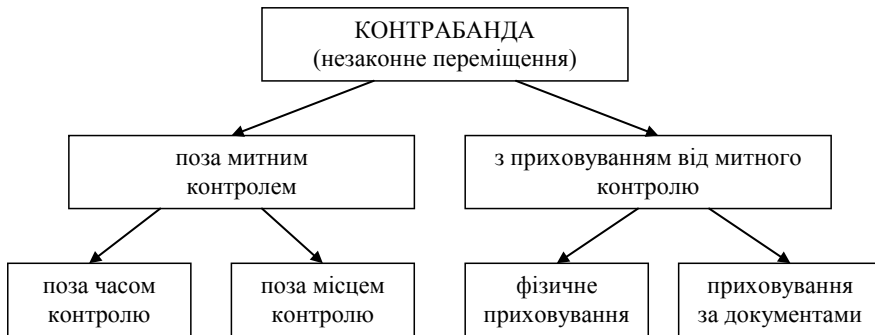 КОНТРАБАНДА
(незаконне переміщення)
поза митним
контролем
з приховуванням від митного
контролю
поза часом
контролю
поза місцем
контролю
фізичне
приховування
приховування
за документами